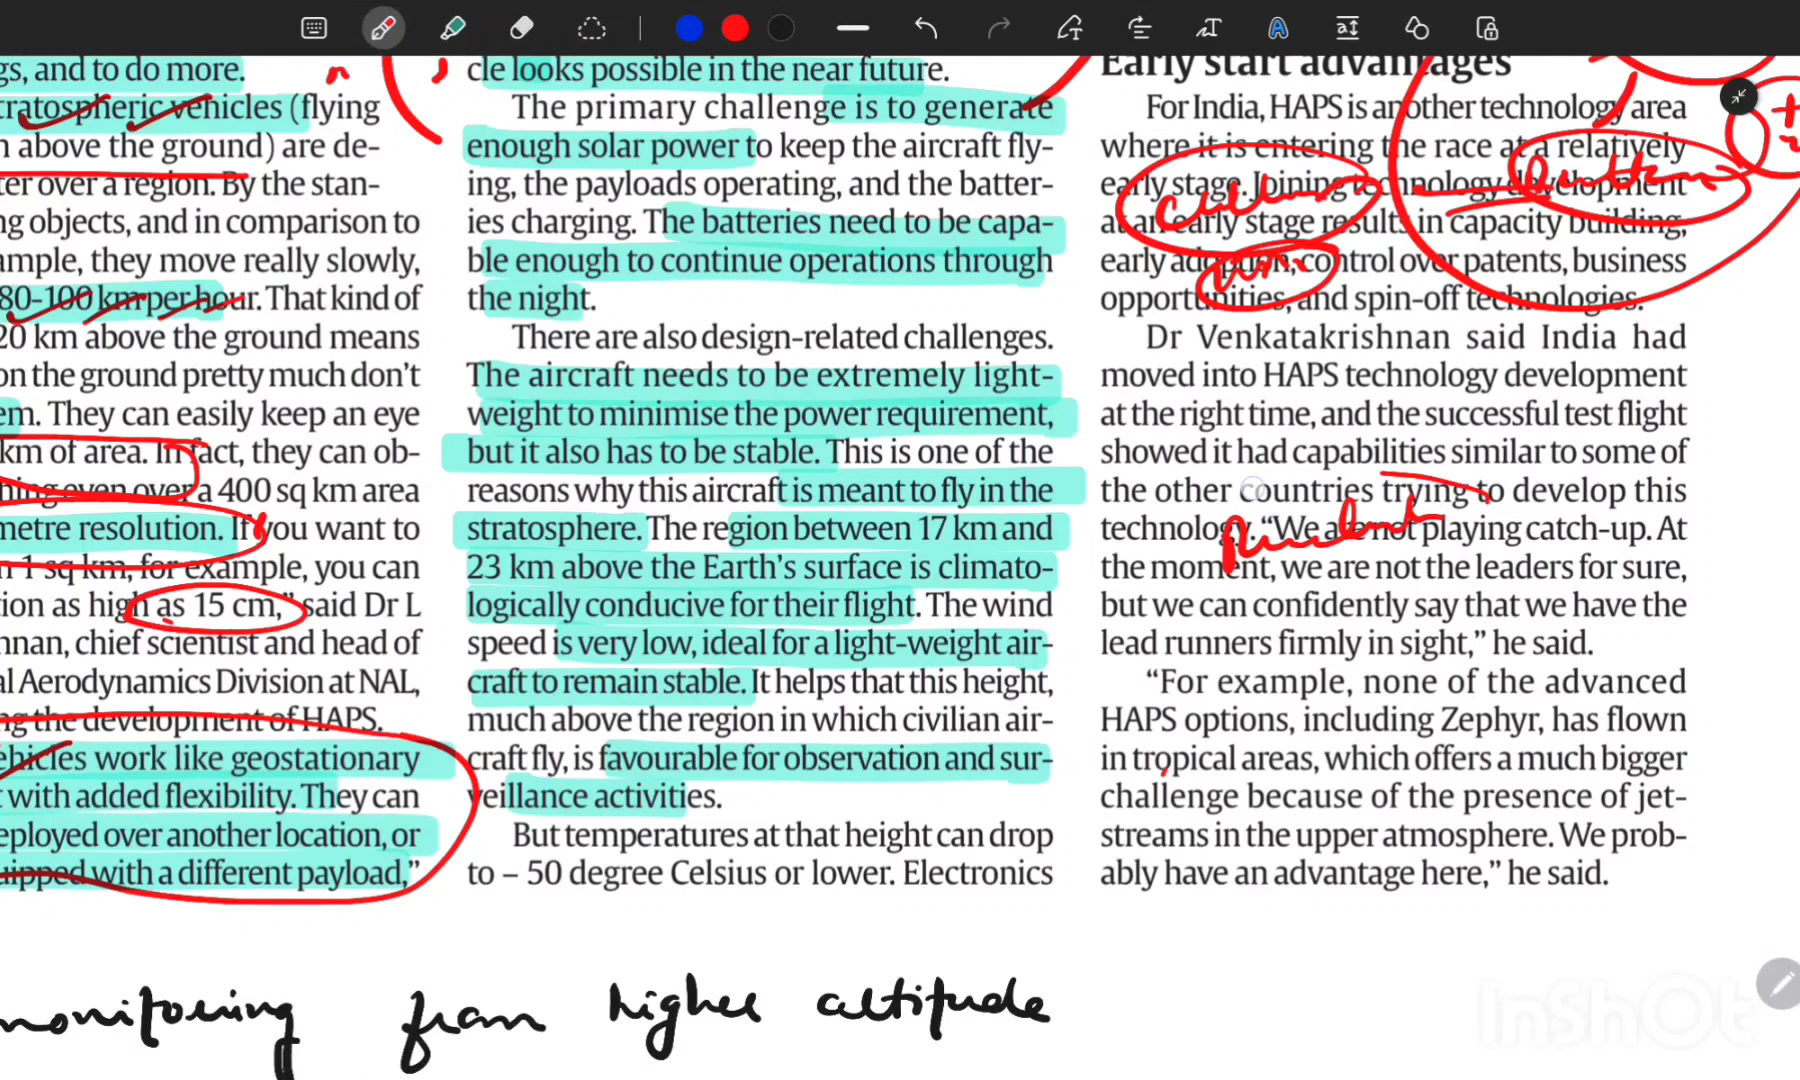 gs, and to do more.
tratospheric vehicles (flying
n above the ground) are de-
ter over a region. By the stan-
ng objects, and in comparison to
ample, they move really slowly,
80-100 km per hour. That kind of
20 km above the ground means
on the ground pretty much don't
em. They can easily keep an eye
km of area. In fact, they can ob-
hing even over a 400 sq km area
metre resolution. If you want to
n 1 sq km, for example, you can
tion as high as 15 cm,” said Dr L
hnan, chief scientist and head of
al Aerodynamics Division at NAL,
ng the development of HAPS.
ehicles work like geostationary
t with added flexibility. They can
eployed over another location, or
uipped with a different payload,”
cle looks possible in the near future.
The primary challenge is to generate
enough solar power to keep the aircraft fly-
ing, the payloads operating, and the batter-
ies charging. The batteries need to be capa-
ble enough to continue operations through
the night.
There are also design-related challenges.
The aircraft needs to be extremely light-
weight to minimise the power requirement,
but it also has to be stable. This is one of the
reasons why this aircraft is meant to fly in the
stratosphere. The region between 17 km and
23 km above the Earth's surface is climato-
logically conducive for their flight. The wind
speed is very low, ideal for a light-weight air-
craft to remain stable. It helps that this height,
much above the region in which civilian air-
craft fly, is favourable for observation and sur-
veillance activities.
But temperatures at that height can drop
to – 50 degree Celsius or lower. Electronics
Early start advantages
For India, HAPS is another technology area
where it is entering the race at a relatively
early stage. Joining technology development
at an early stage results in capacity building,
early adoption, control over patents, business
opportunities, and spin-off technologies.
Dr Venkatakrishnan said India had
moved into HAPS technology development
at the right time, and the successful test flight
showed it had capabilities similar to some of
the other countries trying to develop this
technology. “We are not playing catch-up. At
the moment, we are not the leaders for sure,
but we can confidently say that we have the
lead runners firmly in sight,” he said.
“For example, none of the advanced
HAPS options, including Zephyr, has flown
in tropical areas, which offers a much bigger
challenge because of the presence of jet-
streams in the upper atmosphere. We prob-
ably have an advantage here,” he said.
monitoring from higher altitude
InShOt